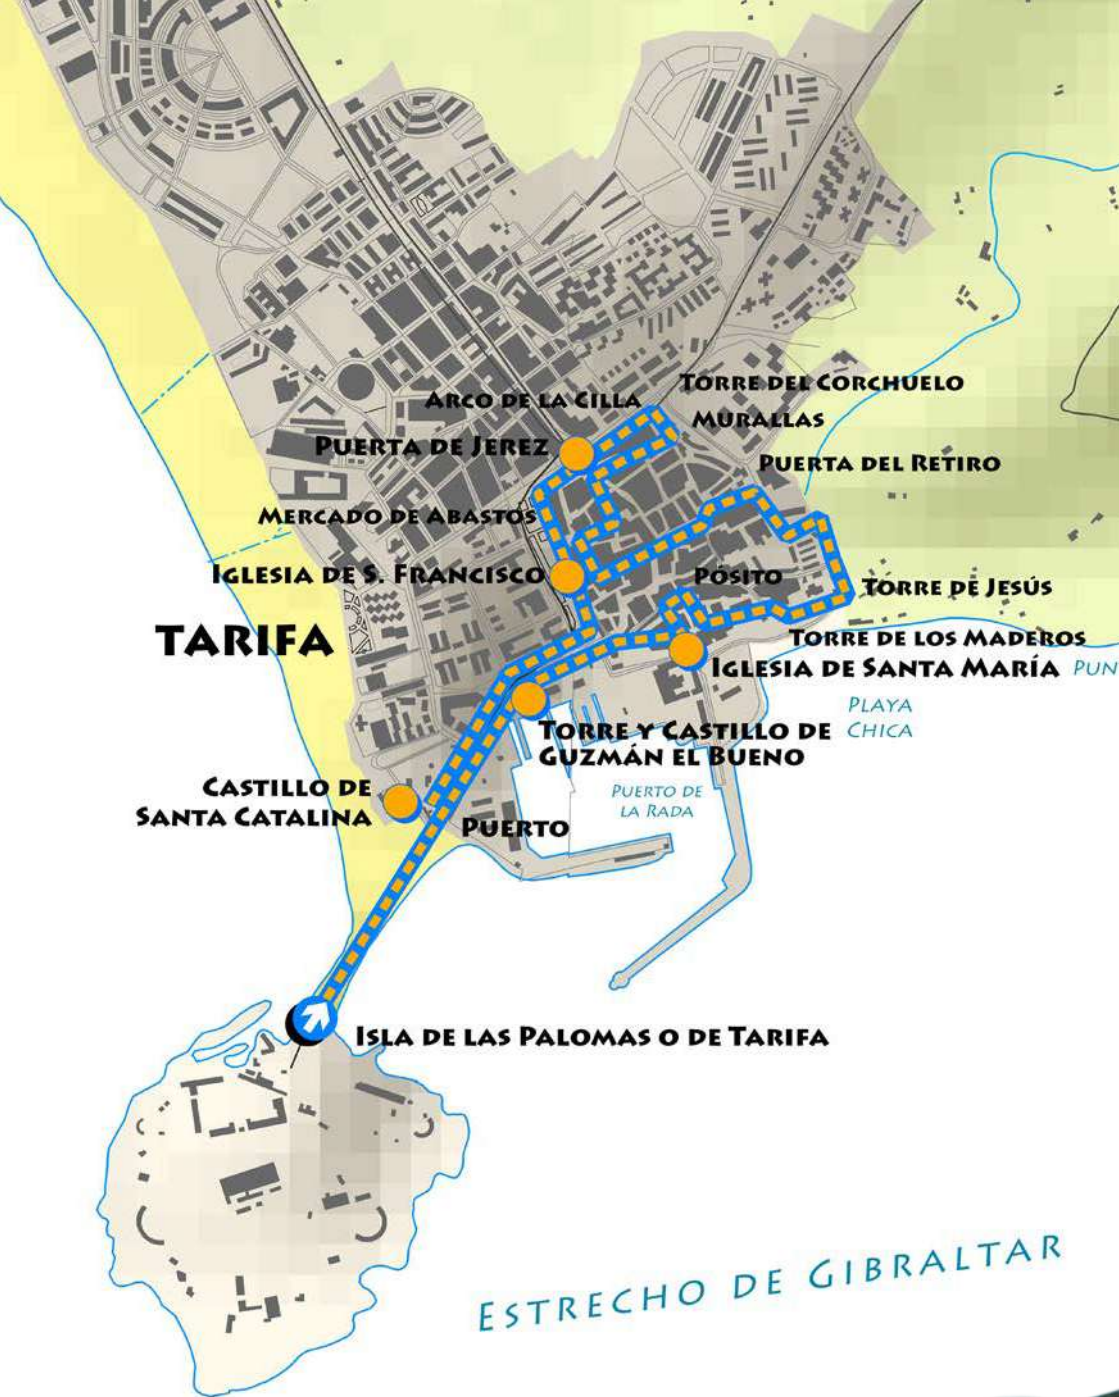 Torre del Corchuelo
Arco de la Cilla
Murallas
Puerta de Jerez
Puerta del Retiro
Mercado de Abastos
Iglesia de S. Francisco
Pósito
Torre de Jesús
TARIFA
Torre de los Maderos
Iglesia de Santa María
Pun
Playa
Chica
Torre y Castillo de
Guzmán el Bueno
Castillo de
Santa Catalina
Puerto de
la Rada
Puerto
Isla de las Palomas o de Tarifa
Estrecho de Gibraltar